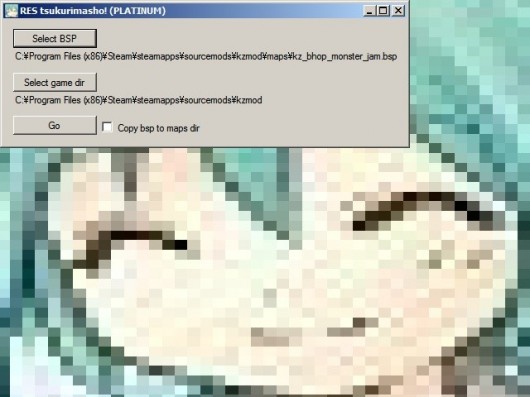 RES tsukurimasho! (PLATINUM)
Select BSP
C:¥Program Files (x86)¥Steam¥steamapps¥sourcemods¥kzmod¥maps¥kz_bhop_monster_jam.bsp
Select game dir
C:¥Program Files (x86)¥Steam¥steamapps¥sourcemods¥kzmod
Go
Copy bsp to maps dir